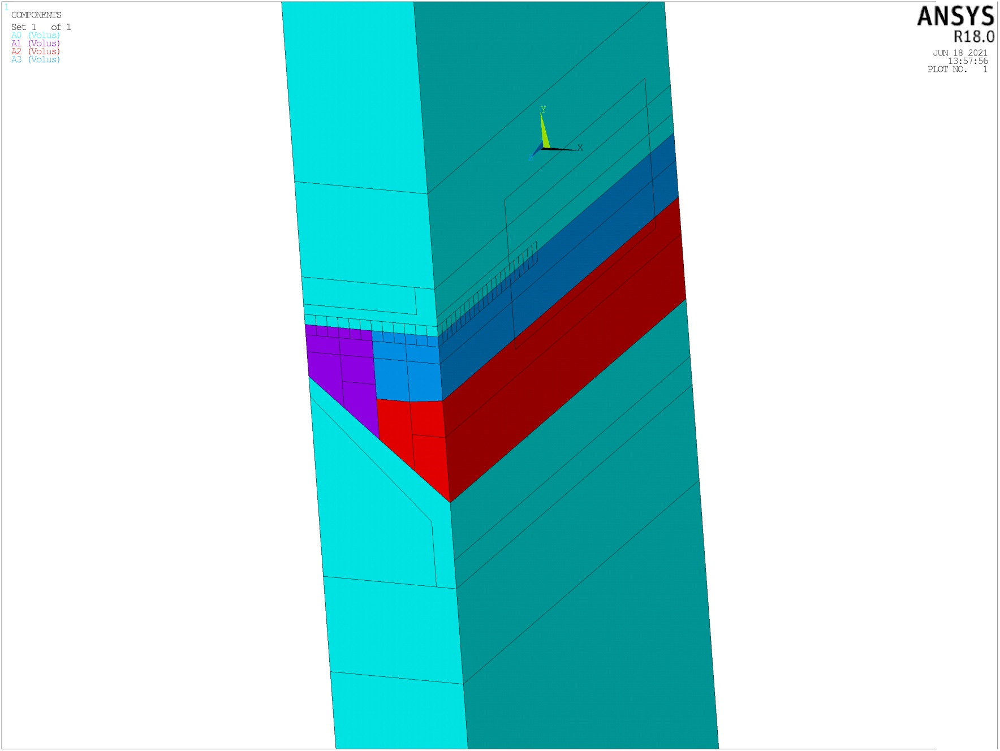 1
COMPONENTS
Set 1 of 1
A0 (Volus)
A1 (Volus)
A2 (Volus)
A3 (Volus)
ANSYS
R18.0
JUN 18 2021
13:57:56
PLOT NO. 1
Y
X
Z